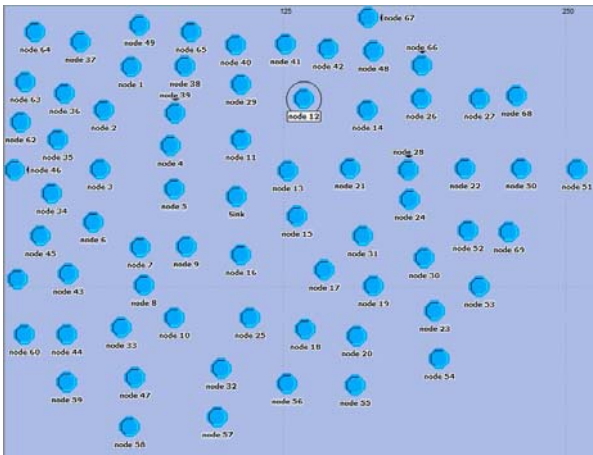 125 250
node 67
node 64
node 37
node 49
node 65
node 40
node 41
node 42
node 48
node 66
node 63
node 36
node 1
node 38
node 39
node 29
node 12
node 14
node 26
node 27
node 68
node 62
node 35
node 2
node 4
node 11
node 28
node 46
node 34
node 3
node 5
Sink
node 13
node 21
node 24
node 22
node 50
node 51
node 45
node 6
node 7
node 9
node 16
node 15
node 31
node 30
node 52
node 69
node 43
node 8
node 17
node 19
node 23
node 53
node 60
node 44
node 33
node 10
node 25
node 18
node 20
node 54
node 59
node 47
node 32
node 56
node 55
node 58
node 57